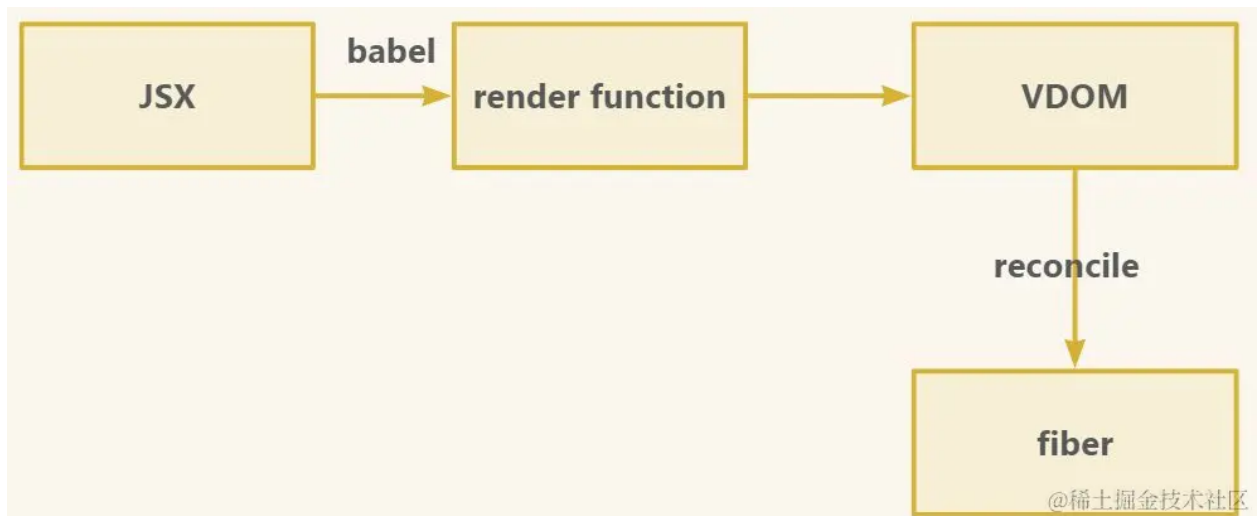 babel
JSX
render function
VDOM
reconcile
fiber
@稀土掘金技术社区